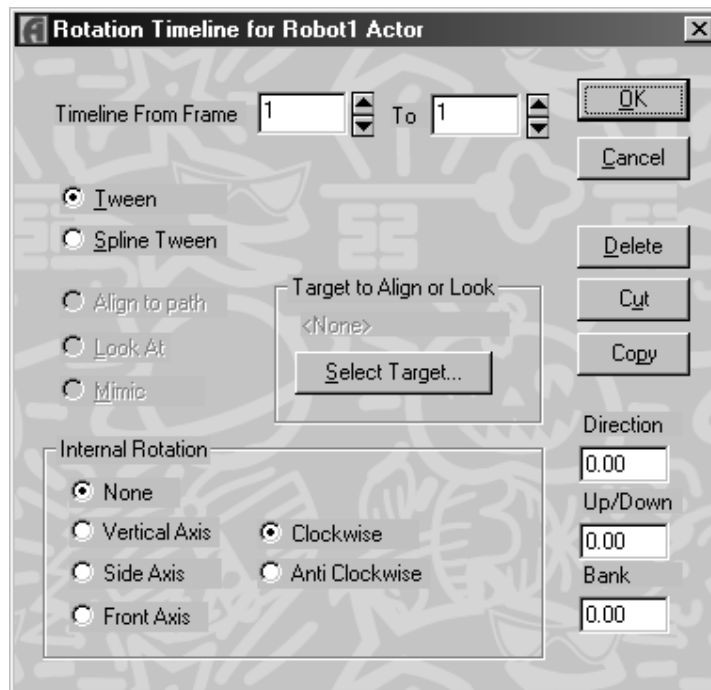 Rotation Timeline for Robot1 Actor
Timeline From Frame 1 To 1
OK
Cancel
Tween
Spline Tween
Delete
Align to path
Look At
Mimic
Target to Align or Look
<None>
Select Target...
Cut
Copy
Internal Rotation
None
Vertical Axis
Side Axis
Front Axis
Clockwise
Anti Clockwise
Direction
0.00
Up/Down
0.00
Bank
0.00